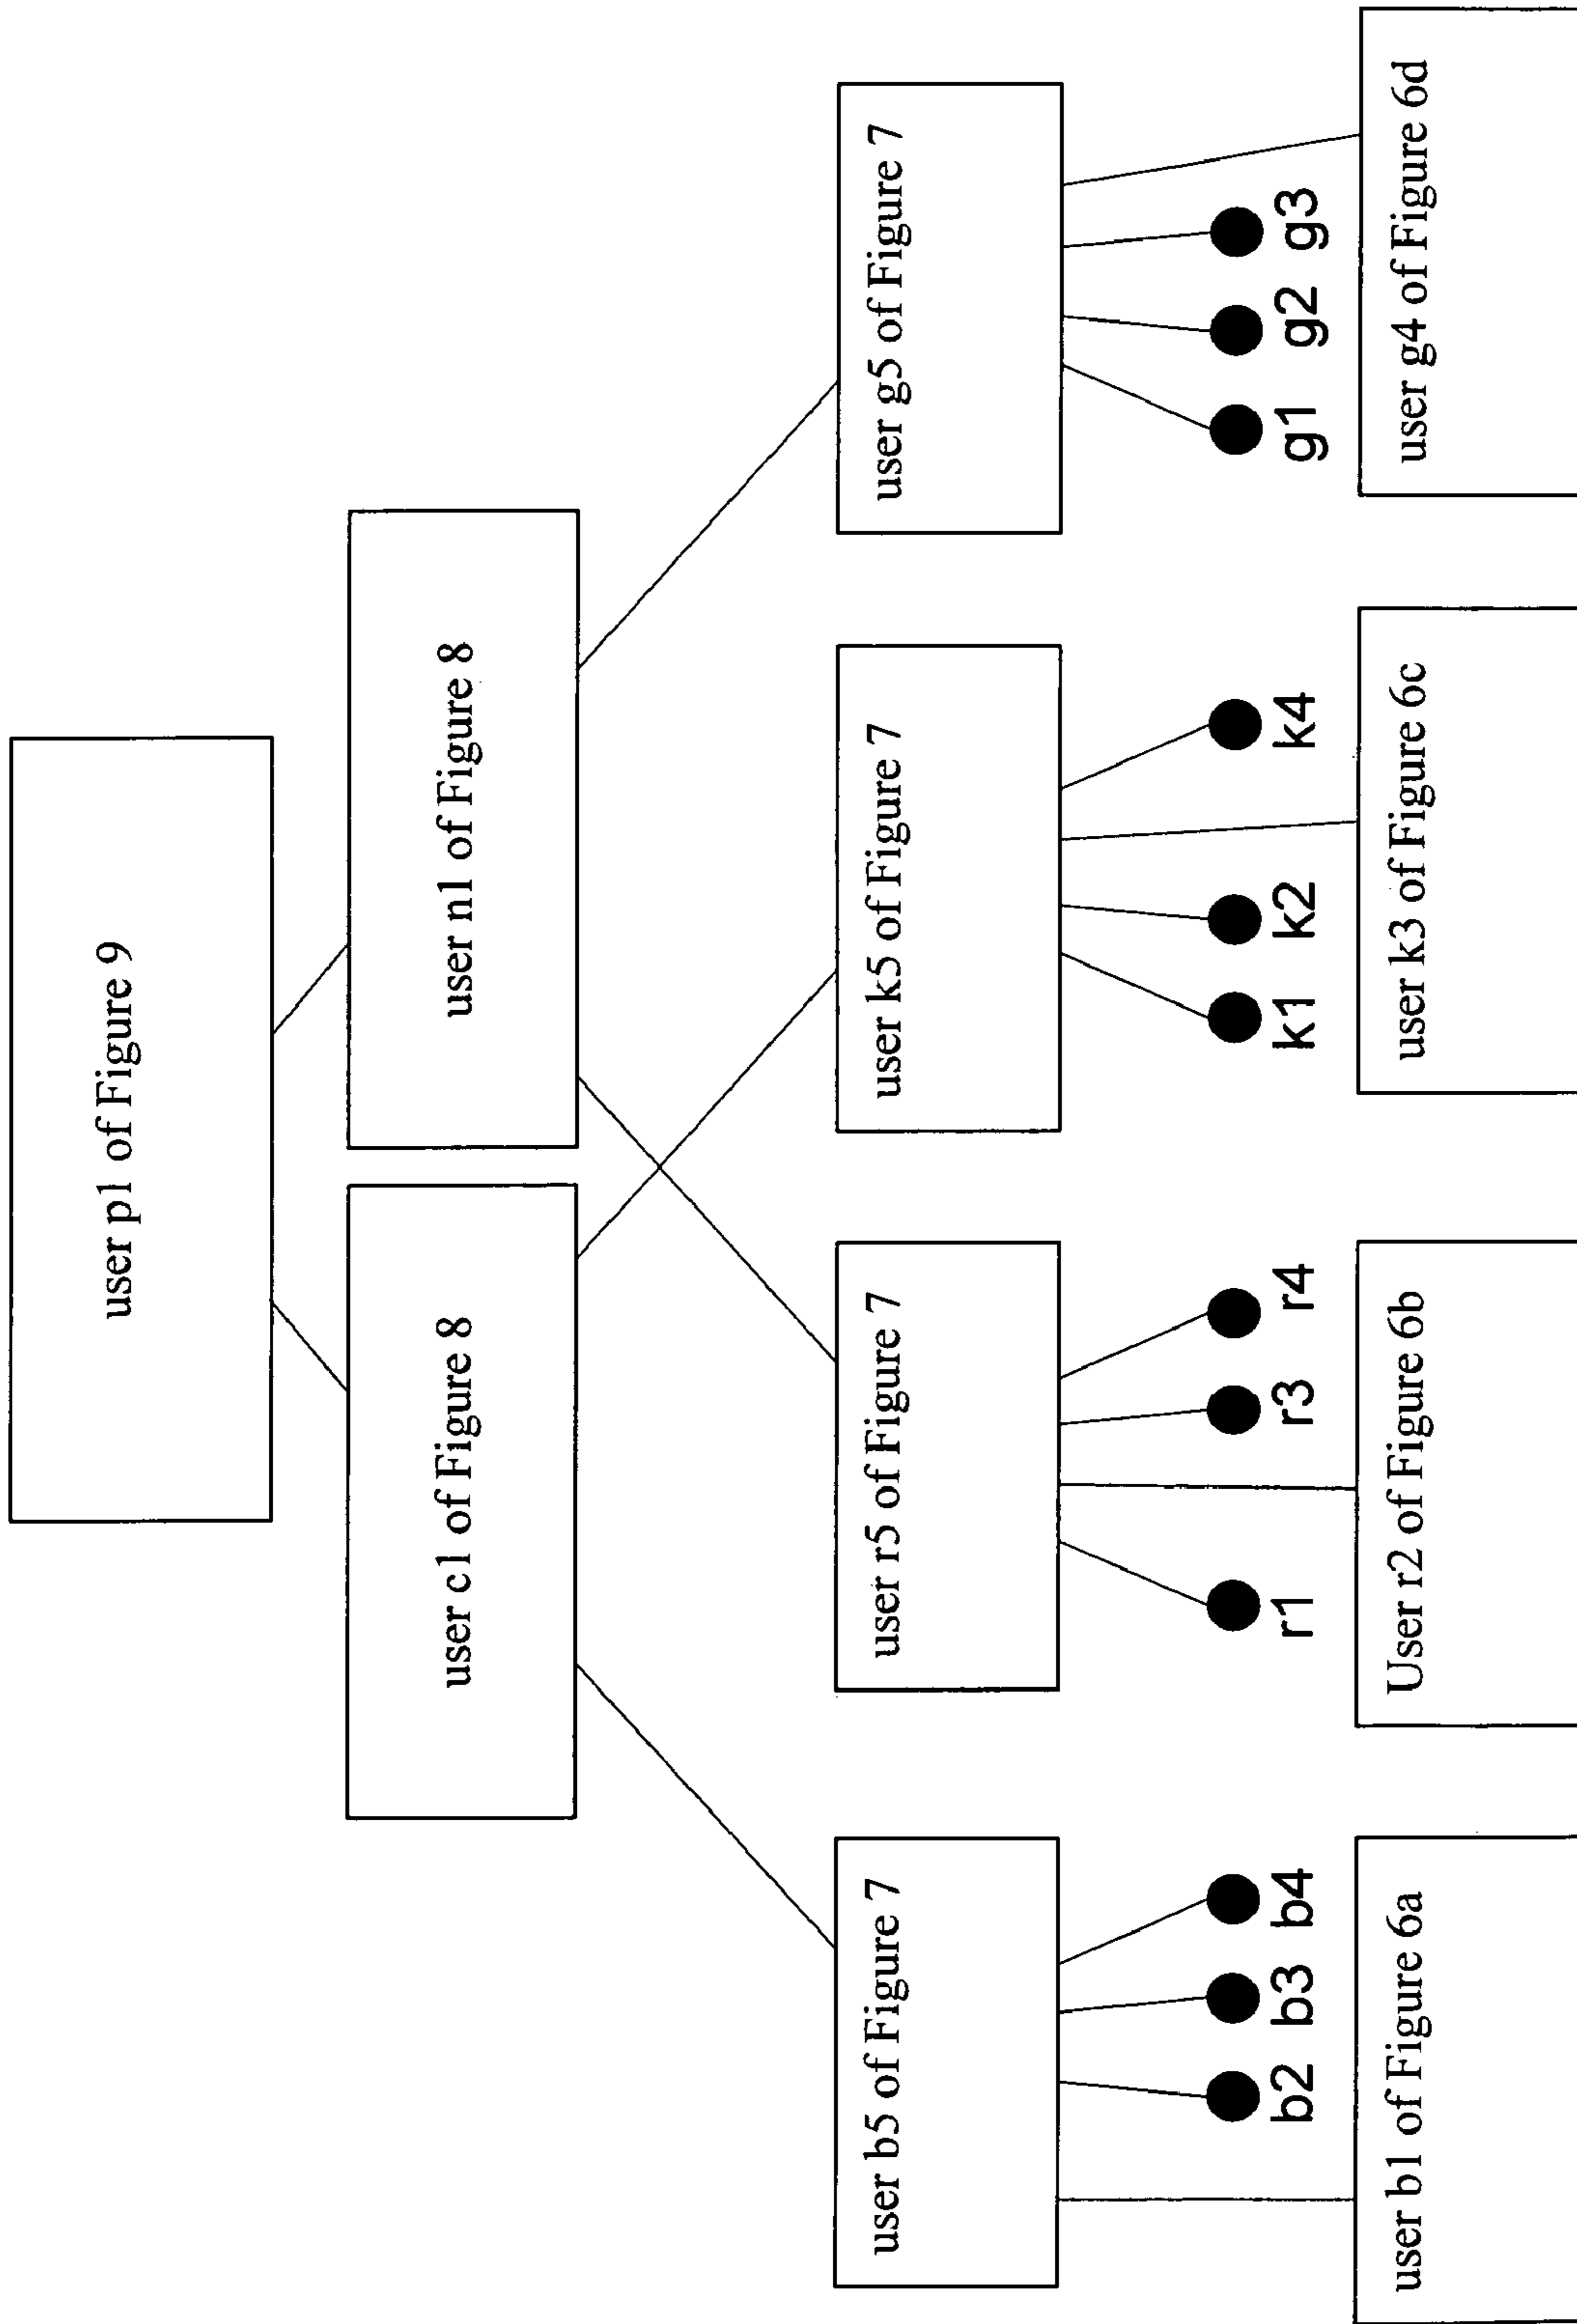 user p1 of Figure 9
user c1 of Figure 8
user n1 of Figure 8
user b5 of Figure 7
user r5 of Figure 7
user k5 of Figure 7
user g5 of Figure 7
b2 b3 b4
r1 r3 r4
k1 k2 k4
g1 g2 g3
user b1 of Figure 6a
User r2 of Figure 6b
user k3 of Figure 6c
user g4 of Figure 6d